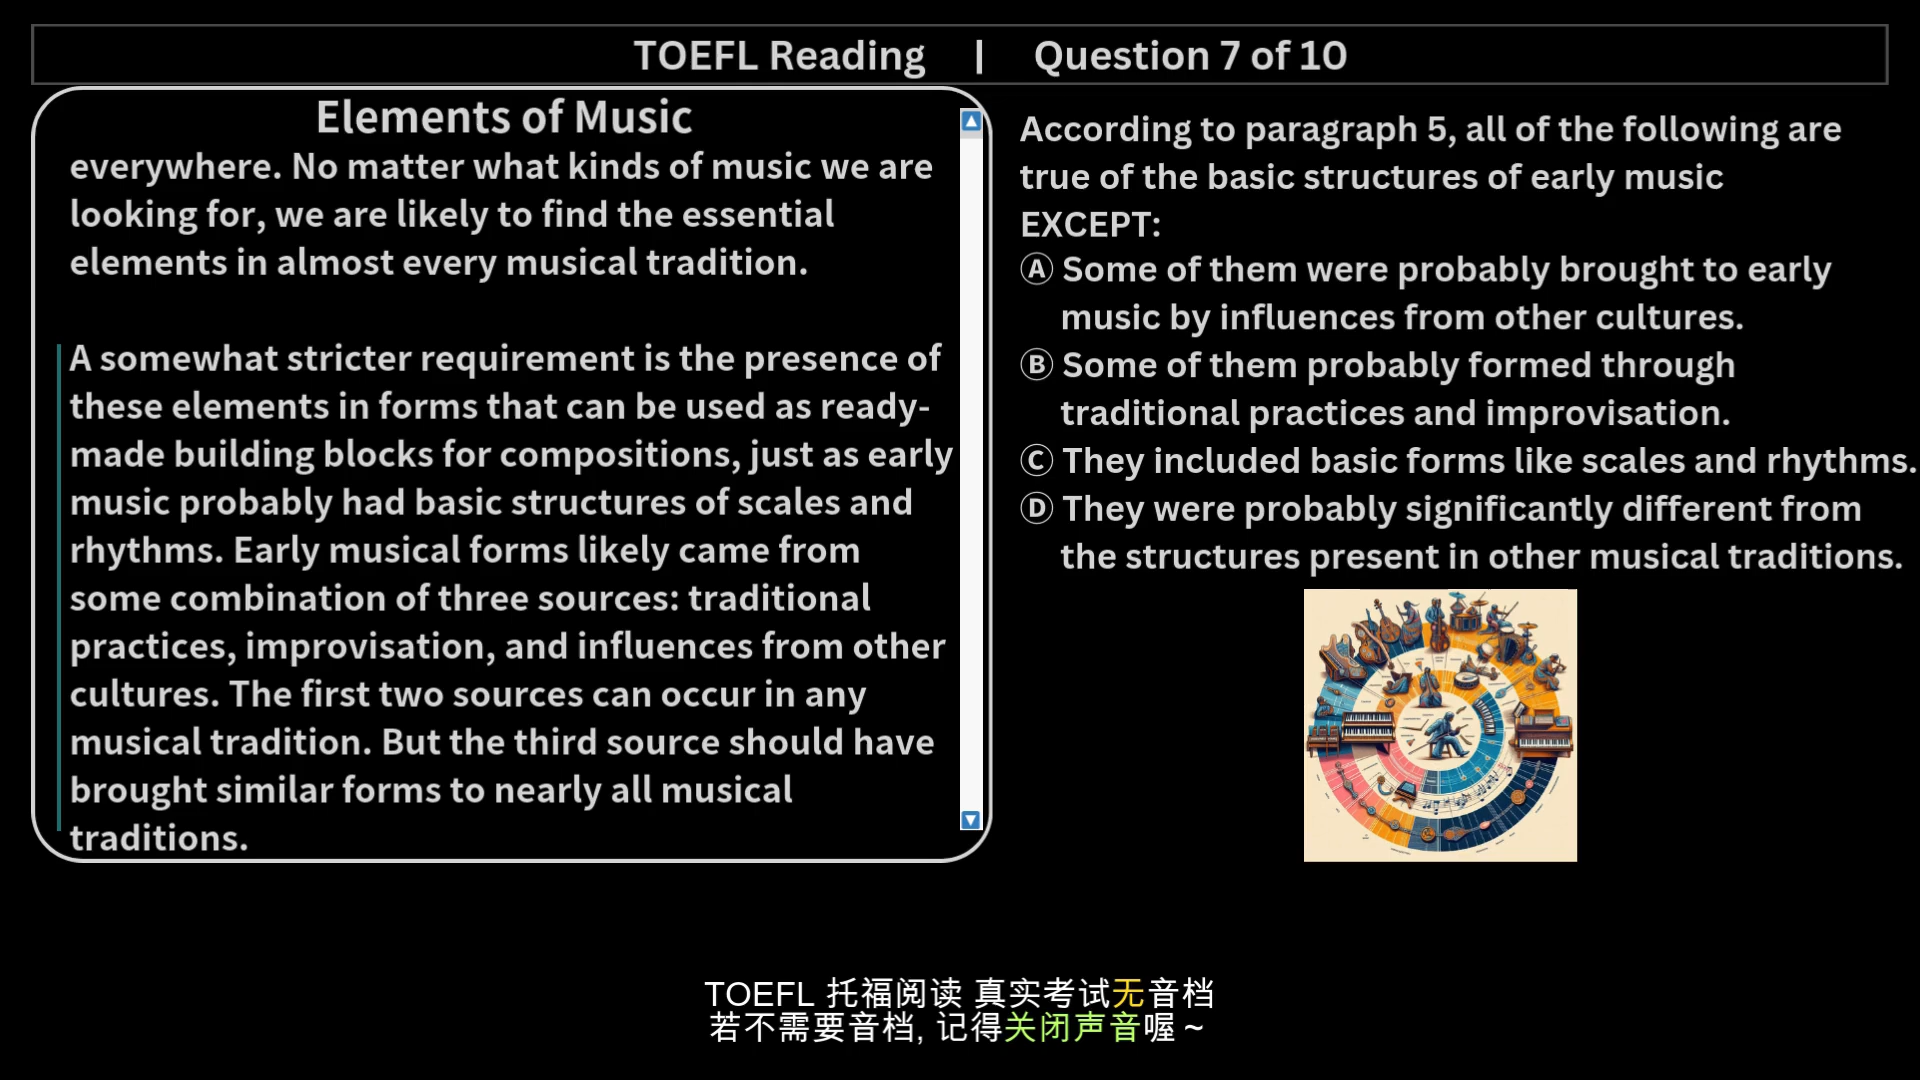 TOEFL Reading | Question 7 of 10
Elements of Music
everywhere. No matter what kinds of music we are
looking for, we are likely to find the essential
elements in almost every musical tradition.
A somewhat stricter requirement is the presence of
these elements in forms that can be used as ready-
made building blocks for compositions, just as early
music probably had basic structures of scales and
rhythms. Early musical forms likely came from
some combination of three sources: traditional
practices, improvisation, and influences from other
cultures. The first two sources can occur in any
musical tradition. But the third source should have
brought similar forms to nearly all musical
traditions.
According to paragraph 5, all of the following are
true of the basic structures of early music
EXCEPT:
Ⓐ Some of them were probably brought to early
music by influences from other cultures.
Ⓑ Some of them probably formed through
traditional practices and improvisation.
Ⓒ They included basic forms like scales and rhythms.
Ⓓ They were probably significantly different from
the structures present in other musical traditions.
TOEFL 托福阅读 真实考试无音档
若不需要音档, 记得关闭声音喔 ~